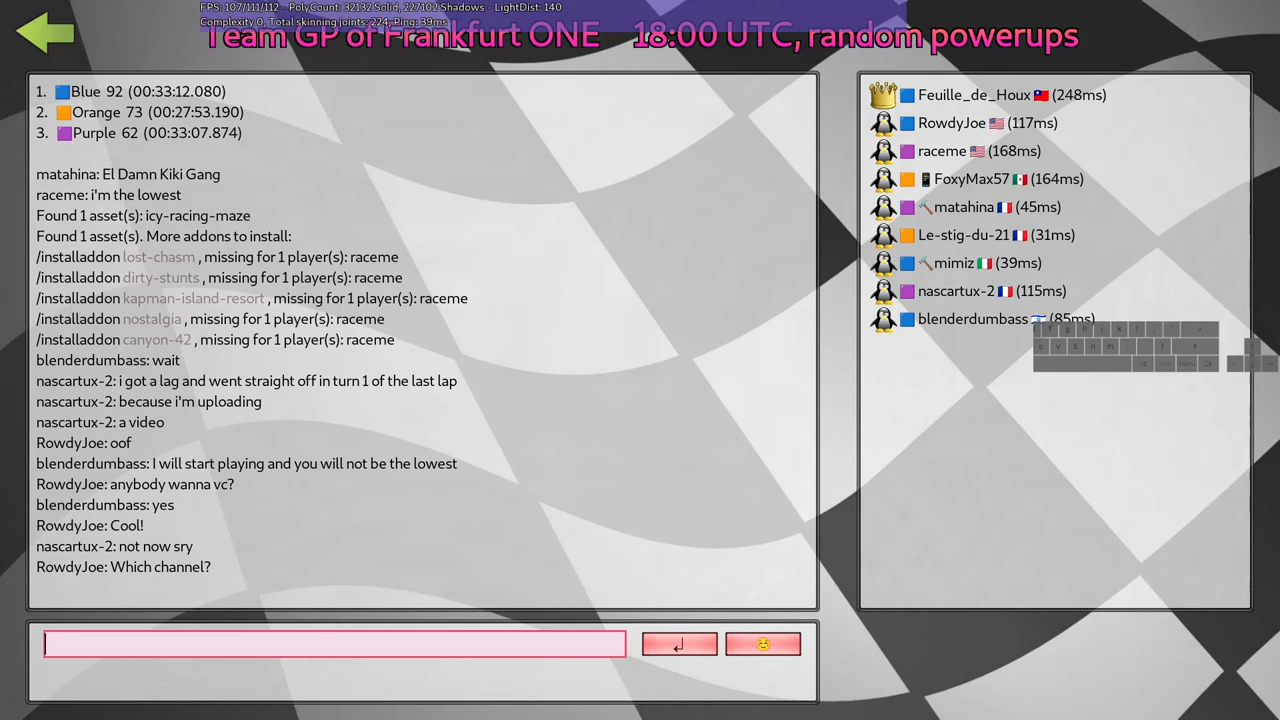 FPS: 107/111/112 - PolyCount: 32132 Solid, 227102 Shadows - LightDist: 140
Complexity 0, Total skinning joints: 224, Ping: 39ms
Team GP of Frankfurt ONE 18:00 UTC, random powerups
1. Blue 92 (00:33:12.080)
2. Orange 73 (00:27:53.190)
3. Purple 62 (00:33:07.874)
matahina: El Damn Kiki Gang
raceme: i'm the lowest
Found 1 asset(s): icy-racing-maze
Found 1 asset(s). More addons to install:
/installaddon lost-chasm , missing for 1 player(s): raceme
/installaddon dirty-stunts , missing for 1 player(s): raceme
/installaddon kapman-island-resort , missing for 1 player(s): raceme
/installaddon nostalgia , missing for 1 player(s): raceme
/installaddon canyon-42 , missing for 1 player(s): raceme
blenderdumbass: wait
nascartux-2: i got a lag and went straight off in turn 1 of the last lap
nascartux-2: because i'm uploading
nascartux-2: a video
RowdyJoe: oof
blenderdumbass: I will start playing and you will not be the lowest
RowdyJoe: anybody wanna vc?
blenderdumbass: yes
RowdyJoe: Cool!
nascartux-2: not now sry
RowdyJoe: Which channel?
Feuille_de_Houx (248ms)
RowdyJoe (117ms)
raceme (168ms)
FoxyMax57 (164ms)
matahina (45ms)
Le-stig-du-21 (31ms)
mimiz (39ms)
nascartux-2 (115ms)
blenderdumbass (85ms)
f g h j k l
c v b n m